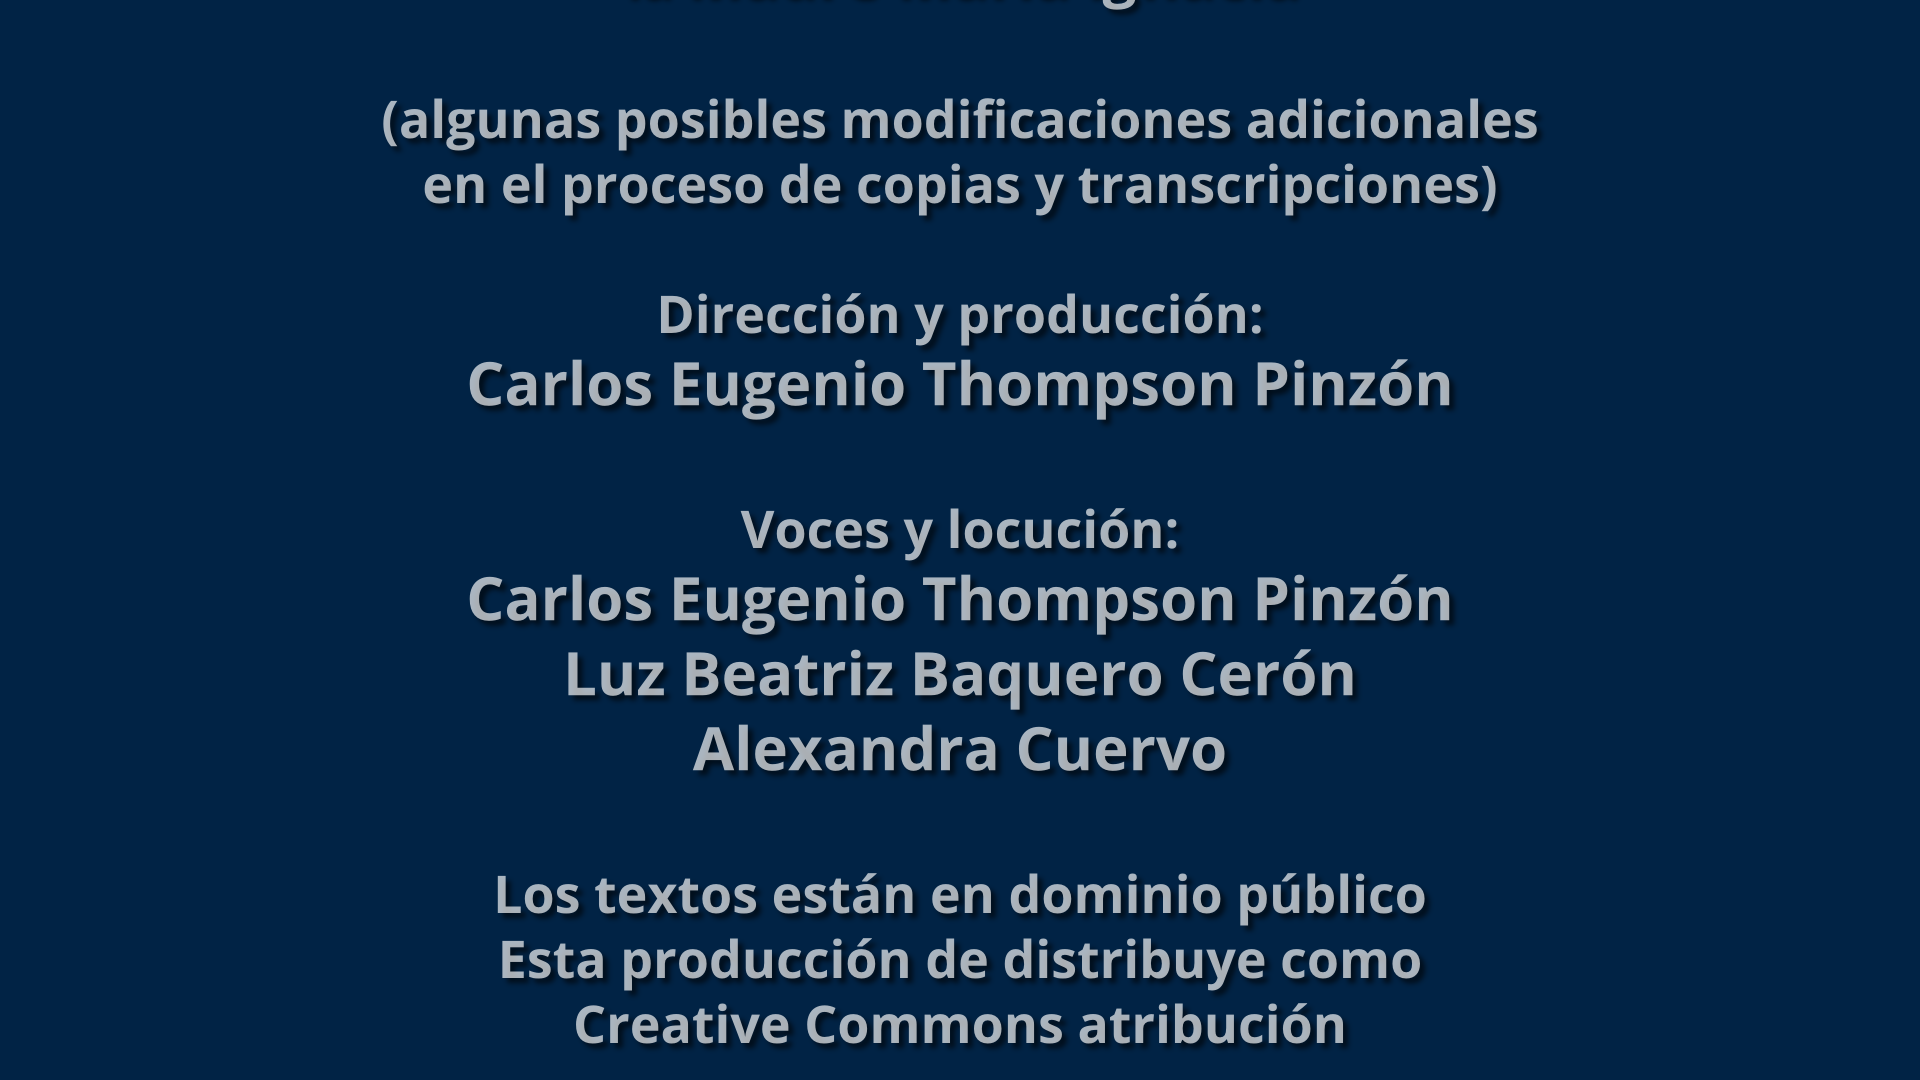 (algunas posibles modificaciones adicionales
en el proceso de copias y transcripciones)
Dirección y producción:
Carlos Eugenio Thompson Pinzón
Voces y locución:
Carlos Eugenio Thompson Pinzón
Luz Beatriz Baquero Cerón
Alexandra Cuervo
Los textos están en dominio público
Esta producción de distribuye como
Creative Commons atribución